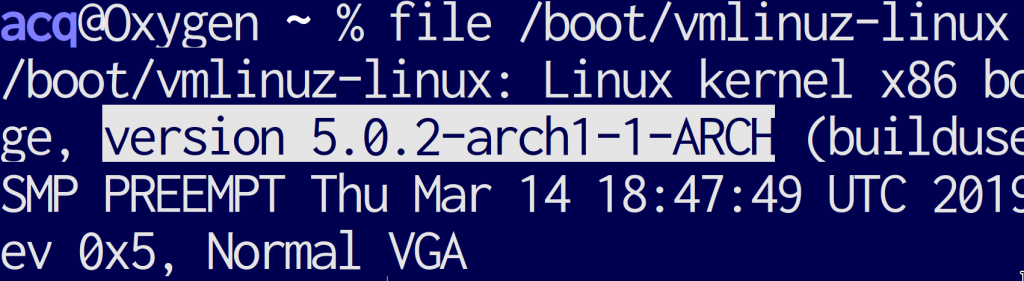 acq@Oxygen ~ % file /boot/vmlinuz-linux
/boot/vmlinuz-linux: Linux kernel x86 bo
ge, version 5.0.2-arch1-1-ARCH (builduse
SMP PREEMPT Thu Mar 14 18:47:49 UTC 2019
ev 0x5, Normal VGA